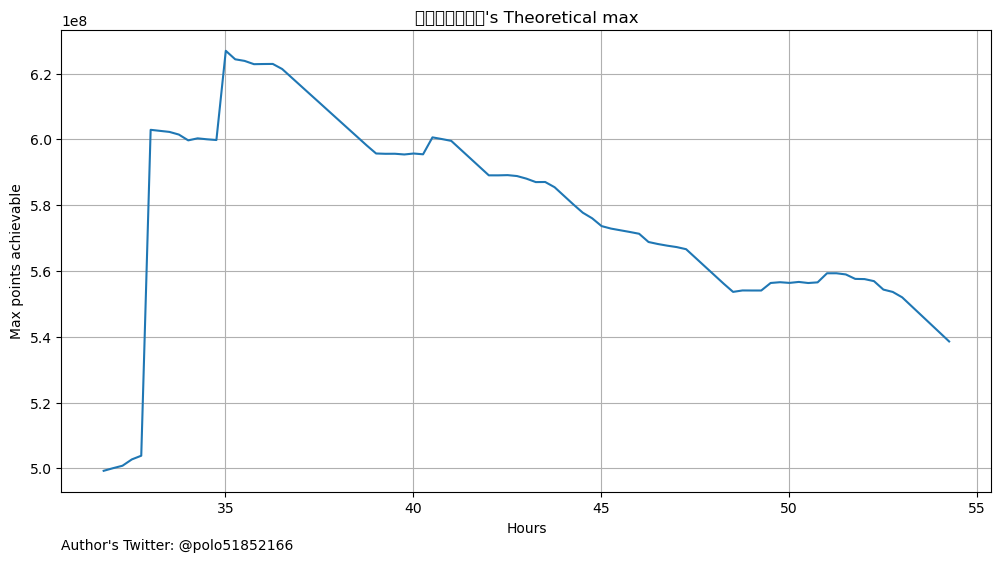 's Theoretical max
1e8
6.2
6.0
5.8
5.6
5.4
5.2
5.0
Max points achievable
35
40
45
50
55
Hours
Author's Twitter: @polo51852166